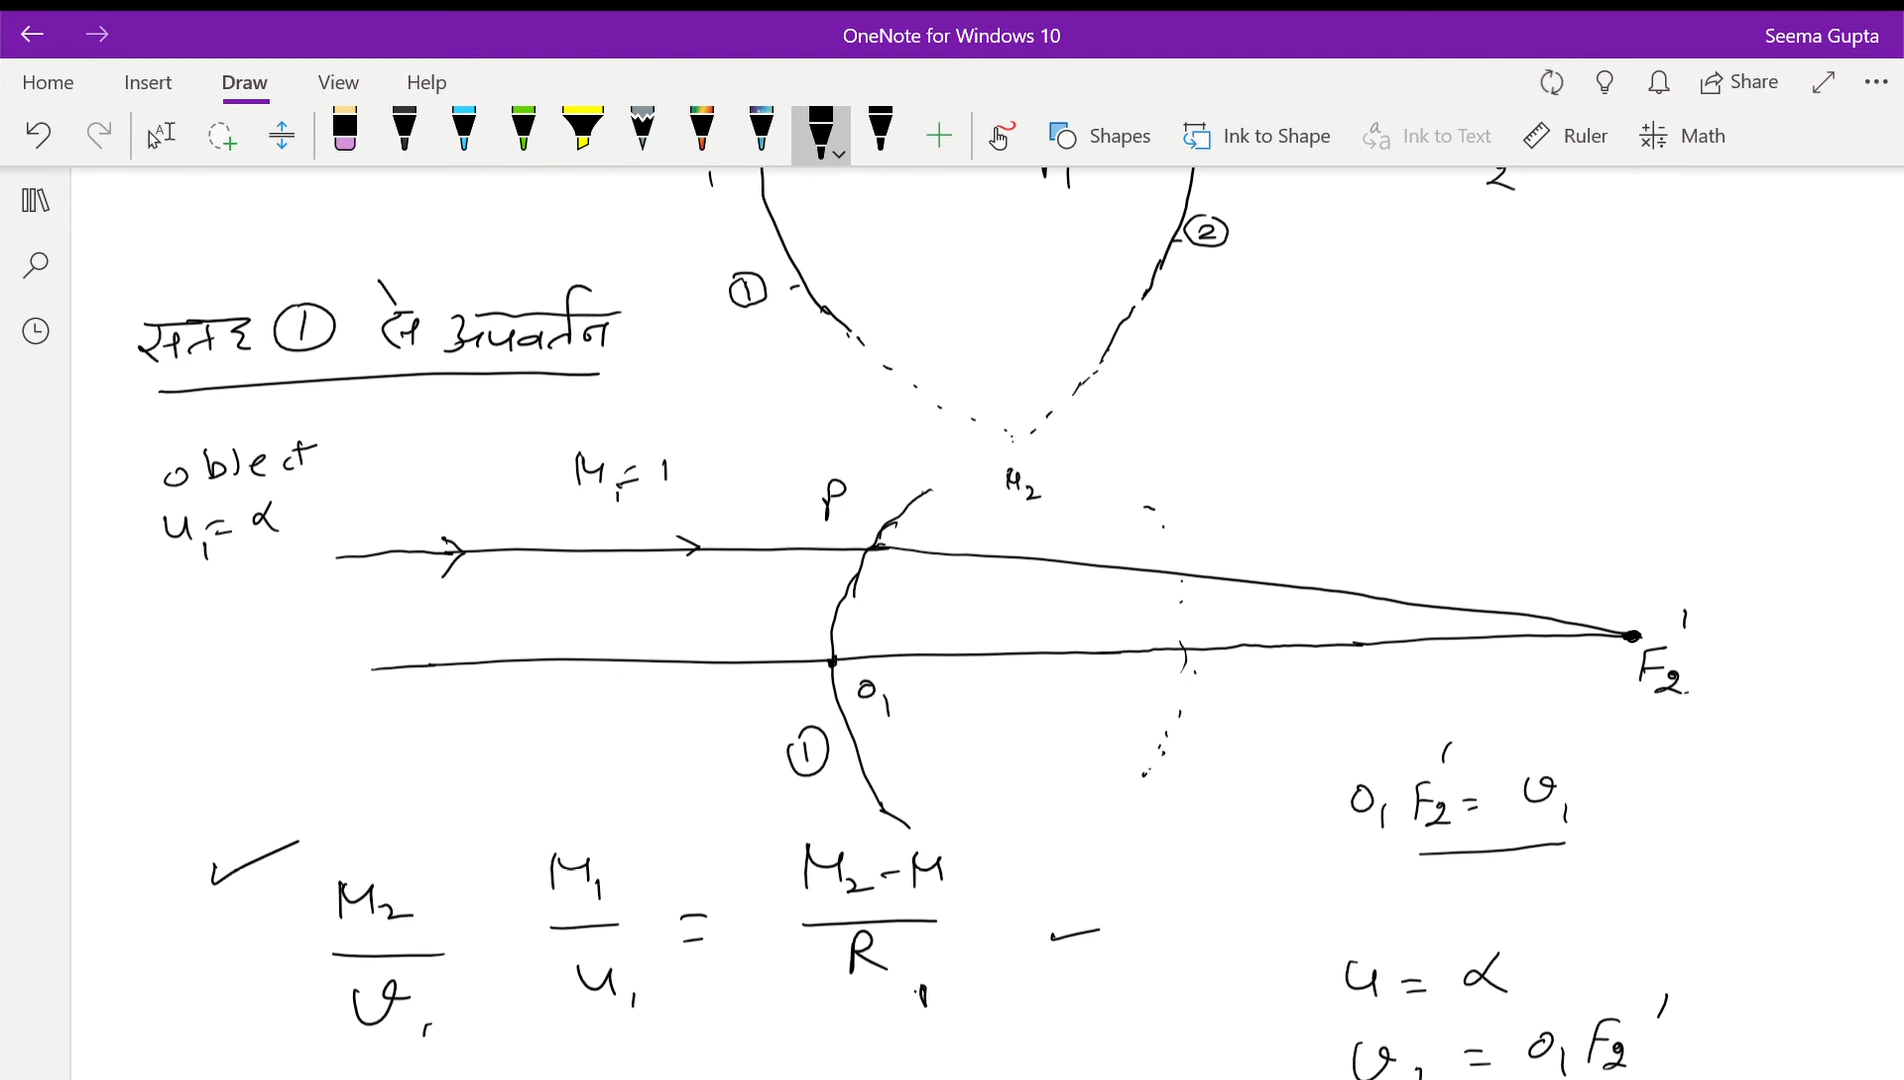 OneNote for Windows 10
Seema Gupta
Home Insert Draw View Help
Share
Shapes Ink to Shape Ink to Text Ruler Math
2
②
①
सतह ① से अपवर्तन
object
u₁ = α
μ₁ = 1
P
μ₂
O₁
F₂'
①
O₁ F₂' = v₁
μ₂/v₁ μ₁/u₁ = μ₂-μ/R₁
u = α
v₁ = O₁ F₂'